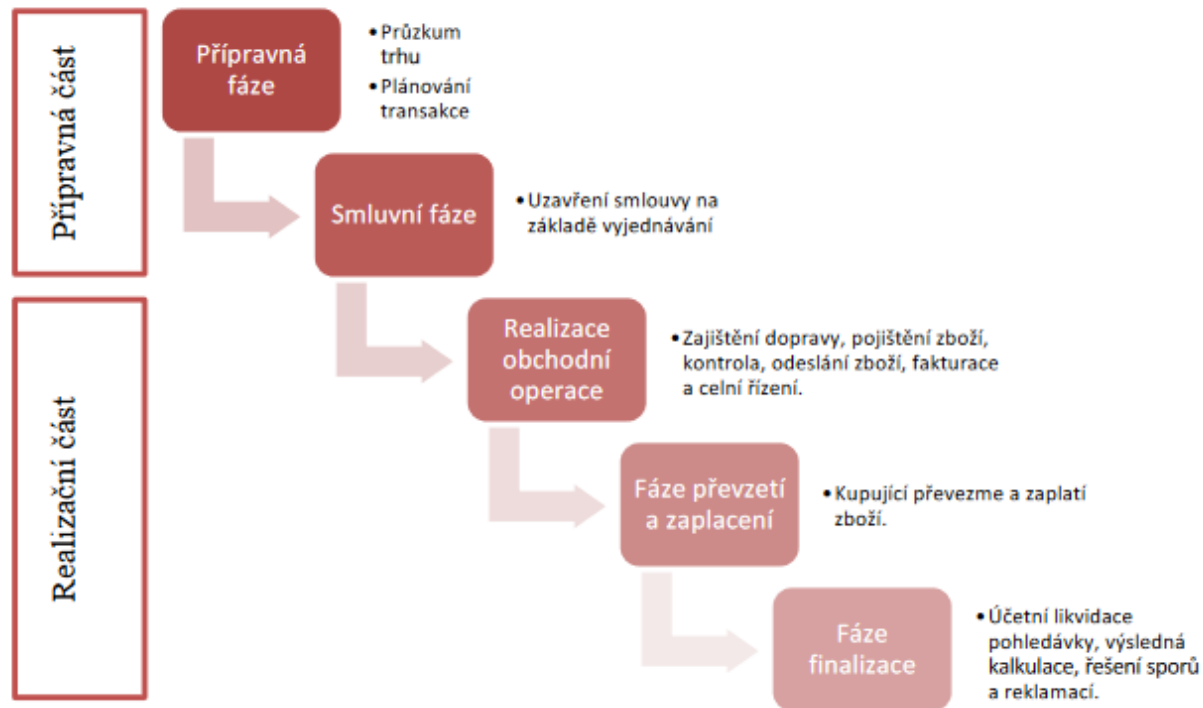 Přípravná část
Přípravná
fáze
•Průzkum
trhu
•Plánování
transakce
Smluvní fáze
•Uzavření smlouvy na
základě vyjednávání
Realizační část
Realizace
obchodní
operace
•Zajištění dopravy, pojištění zboží,
kontrola, odeslání zboží, fakturace
a celní řízení.
Fáze převzetí
a zaplacení
•Kupující převezme a zaplatí
zboží.
Fáze
finalizace
•Účetní likvidace
pohledávky, výsledná
kalkulace, řešení sporů
a reklamací.